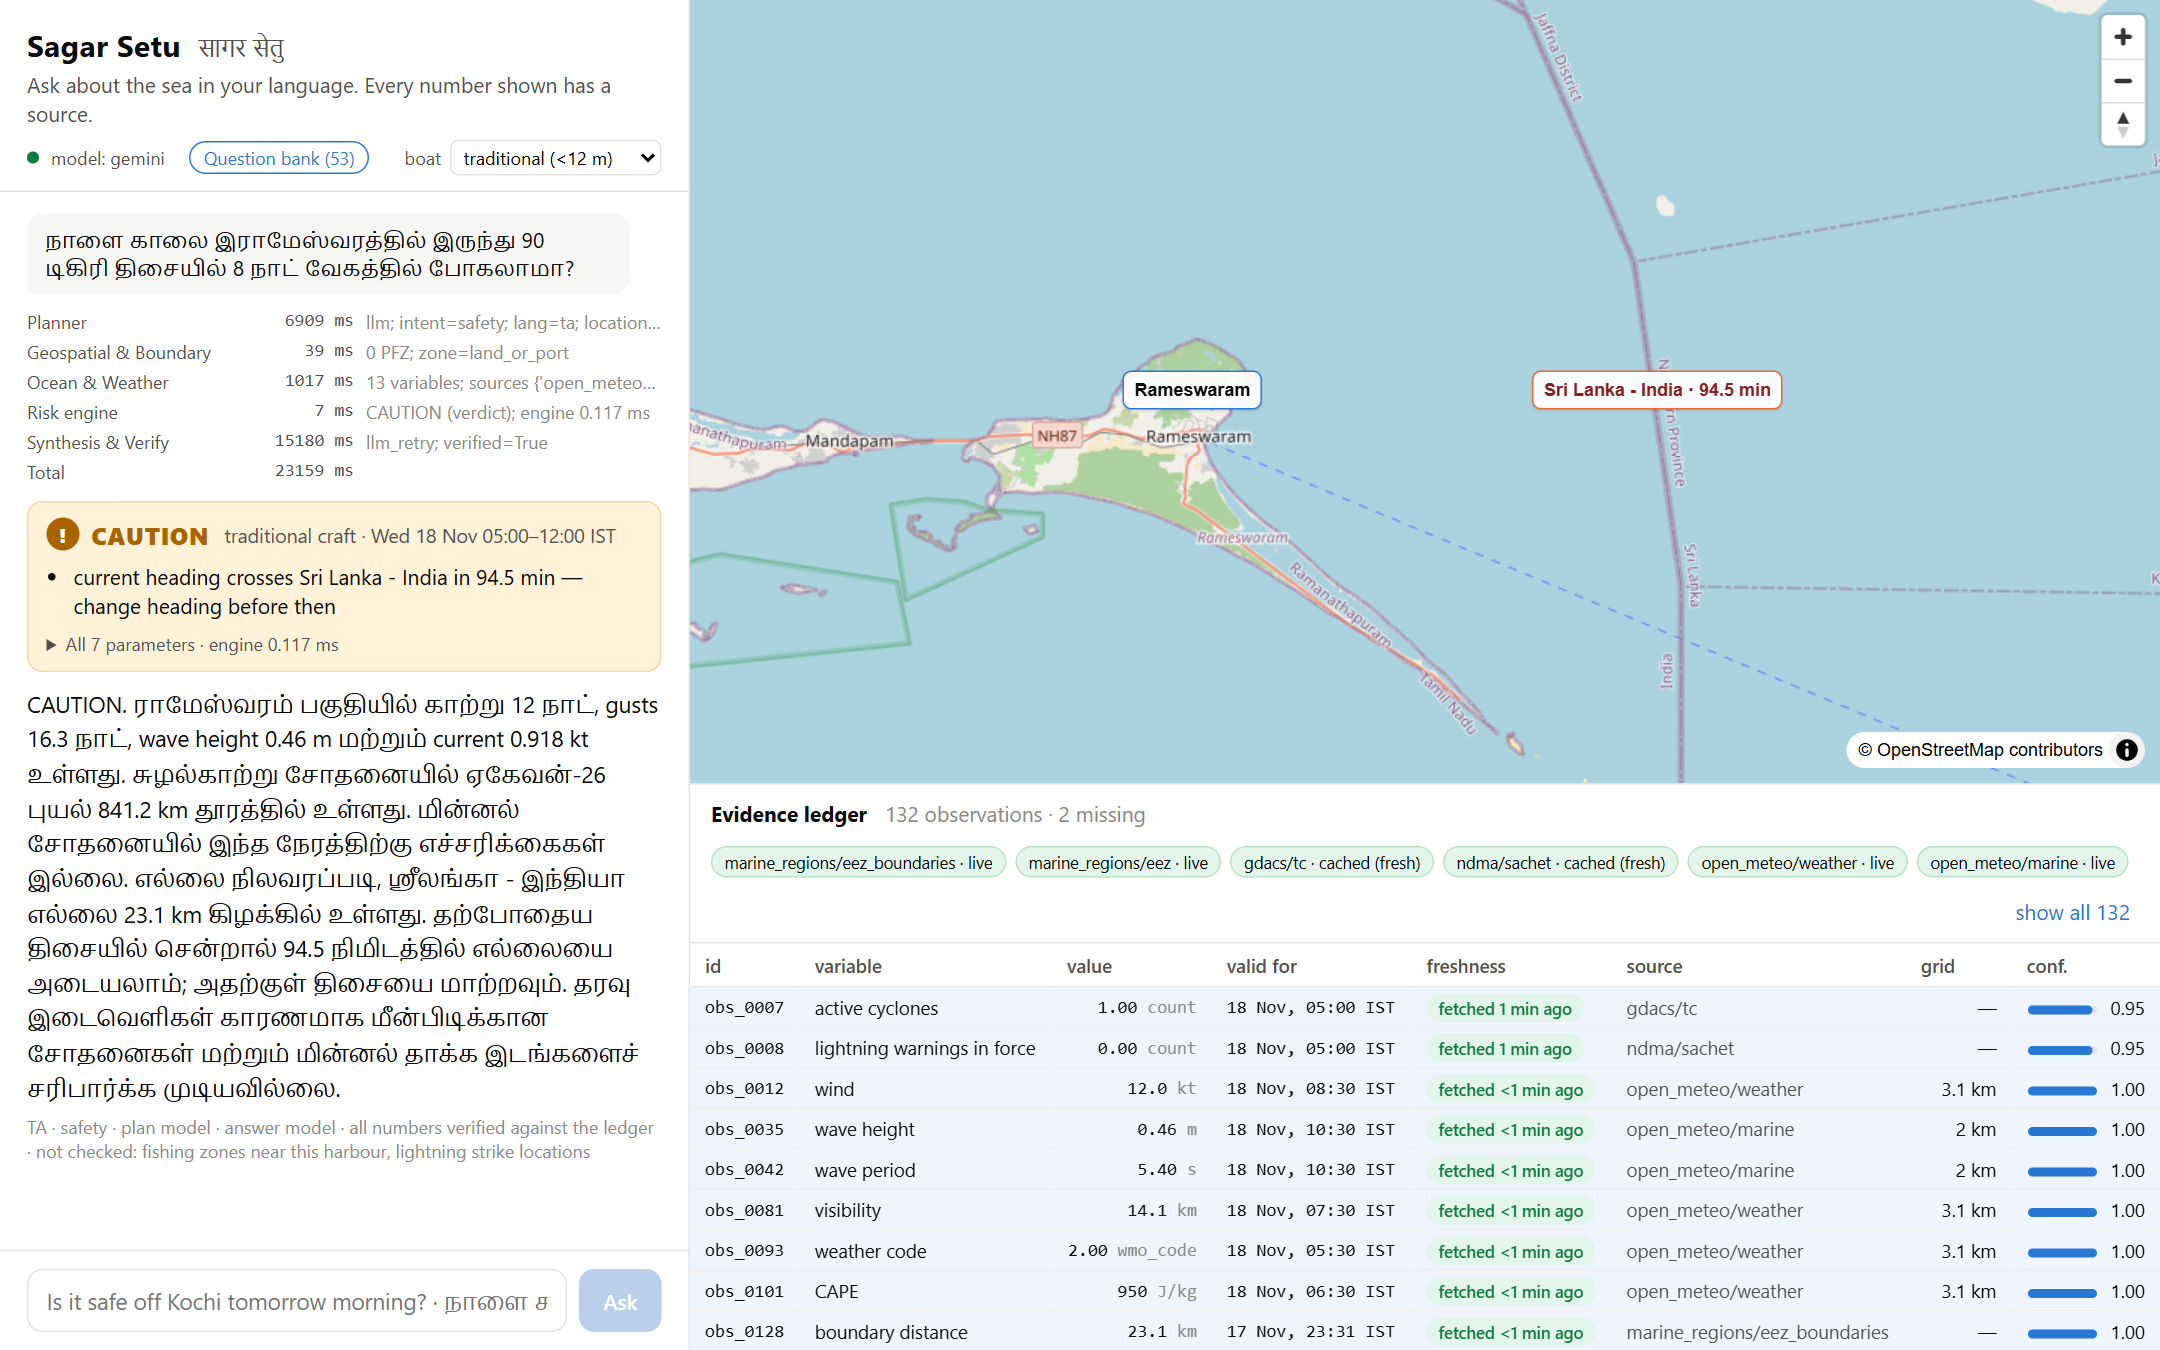 Sagar Setu सागर सेतु
Ask about the sea in your language. Every number shown has a
source.
model: gemini Question bank (53) boat traditional (<12 m)
நாளை காலை இராமேஸ்வரத்தில் இருந்து 90
டிகிரி திசையில் 8 நாட் வேகத்தில் போகலாமா?
Planner 6909 ms llm; intent=safety; lang=ta; location...
Geospatial & Boundary 39 ms 0 PFZ; zone=land_or_port
Ocean & Weather 1017 ms 13 variables; sources {'open_meteo...
Risk engine 7 ms CAUTION (verdict); engine 0.117 ms
Synthesis & Verify 15180 ms llm_retry; verified=True
Total 23159 ms
! CAUTION traditional craft · Wed 18 Nov 05:00–12:00 IST
• current heading crosses Sri Lanka - India in 94.5 min —
change heading before then
▶ All 7 parameters · engine 0.117 ms
CAUTION. ராமேஸ்வரம் பகுதியில் காற்று 12 நாட், gusts
16.3 நாட், wave height 0.46 m மற்றும் current 0.918 kt
உள்ளது. சுழல்காற்று சோதனையில் ஏகேவன்-26
புயல் 841.2 km தூரத்தில் உள்ளது. மின்னல்
சோதனையில் இந்த நேரத்திற்கு எச்சரிக்கைகள்
இல்லை. எல்லை நிலவரப்படி, ஸ்ரீலங்கா - இந்தியா
எல்லை 23.1 km கிழக்கில் உள்ளது. தற்போதைய
திசையில் சென்றால் 94.5 நிமிடத்தில் எல்லையை
அடையலாம்; அதற்குள் திசையை மாற்றவும். தரவு
இடைவெளிகள் காரணமாக மீன்பிடிக்கான
சோதனைகள் மற்றும் மின்னல் தாக்க இடங்களைச்
சரிபார்க்க முடியவில்லை.
TA · safety · plan model · answer model · all numbers verified against the ledger
· not checked: fishing zones near this harbour, lightning strike locations
Is it safe off Kochi tomorrow morning? · நாளை ச
Ask
Jaffna District
Rameswaram
Sri Lanka - India · 94.5 min
Northern Province
Mandapam
NH87
Rameswaram
Rameswaram
Ramanathapuram
Tamil Nadu
Sri Lanka
India
© OpenStreetMap contributors
Evidence ledger 132 observations · 2 missing
marine_regions/eez_boundaries · live marine_regions/eez · live gdacs/tc · cached (fresh) ndma/sachet · cached (fresh) open_meteo/weather · live open_meteo/marine · live
show all 132
id variable value valid for freshness source grid conf.
obs_0007 active cyclones 1.00 count 18 Nov, 05:00 IST fetched 1 min ago gdacs/tc — 0.95
obs_0008 lightning warnings in force 0.00 count 18 Nov, 05:00 IST fetched 1 min ago ndma/sachet — 0.95
obs_0012 wind 12.0 kt 18 Nov, 08:30 IST fetched <1 min ago open_meteo/weather 3.1 km 1.00
obs_0035 wave height 0.46 m 18 Nov, 10:30 IST fetched <1 min ago open_meteo/marine 2 km 1.00
obs_0042 wave period 5.40 s 18 Nov, 10:30 IST fetched <1 min ago open_meteo/marine 2 km 1.00
obs_0081 visibility 14.1 km 18 Nov, 07:30 IST fetched <1 min ago open_meteo/weather 3.1 km 1.00
obs_0093 weather code 2.00 wmo_code 18 Nov, 05:30 IST fetched <1 min ago open_meteo/weather 3.1 km 1.00
obs_0101 CAPE 950 J/kg 18 Nov, 06:30 IST fetched <1 min ago open_meteo/weather 3.1 km 1.00
obs_0128 boundary distance 23.1 km 17 Nov, 23:31 IST fetched <1 min ago marine_regions/eez_boundaries — 1.00